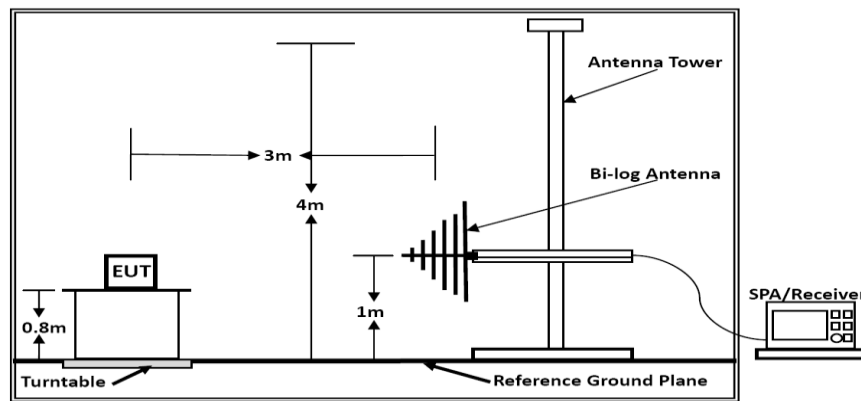 Antenna Tower
3m
Bi-log Antenna
4m
EUT
0.8m
1m
SPA/Receiver
Turntable
Reference Ground Plane